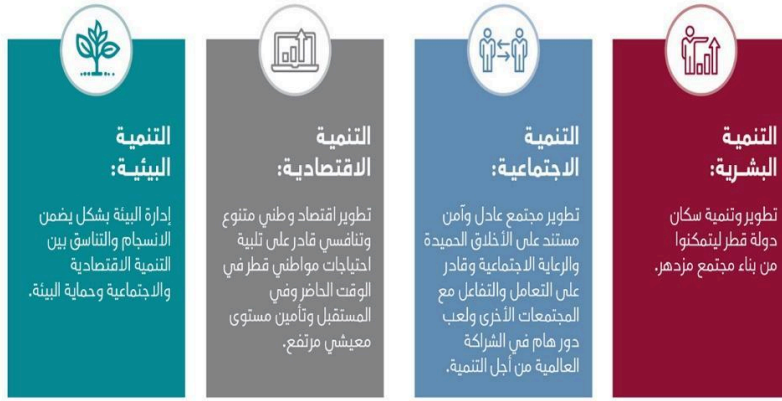 التنمية
البشرية:
تطوير وتنمية سكان
دولة قطر ليتمكنوا
من بناء مجتمع مزدهر.
التنمية
الاجتماعية:
تطوير مجتمع عادل وآمن
مستند على الأخلاق الحميدة
والرعاية الاجتماعية وقادر
على التعامل والتفاعل مع
المجتمعات الأخرى ولعب
دور هام في الشراكة
العالمية من أجل التنمية.
التنمية
الاقتصادية:
تطوير اقتصاد وطني متنوع
وتنافسي قادر على تلبية
احتياجات مواطني قطر في
الوقت الحاضر وفي
المستقبل وتأمين مستوى
معيشي مرتفع.
التنمية
البيئية:
إدارة البيئة بشكل يضمن
الانسجام والتناسق بين
التنمية الاقتصادية
والاجتماعية وحماية البيئة.